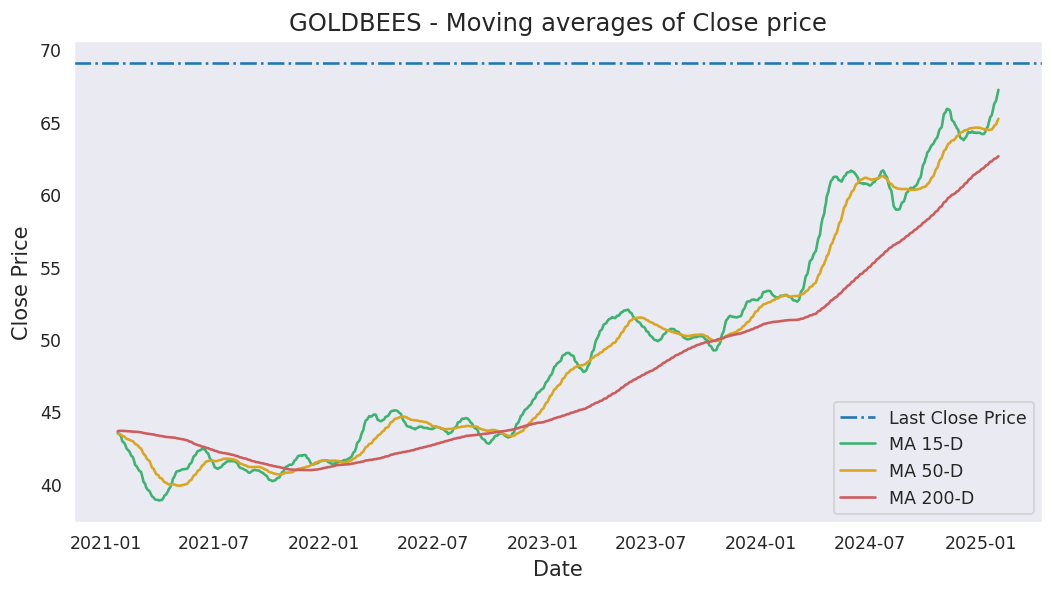 GOLDBEES - Moving averages of Close price
Close Price
70
65
60
55
50
45
40
Last Close Price
MA 15-D
MA 50-D
MA 200-D
2021-01 2021-07 2022-01 2022-07 2023-01 2023-07 2024-01 2024-07 2025-01
Date